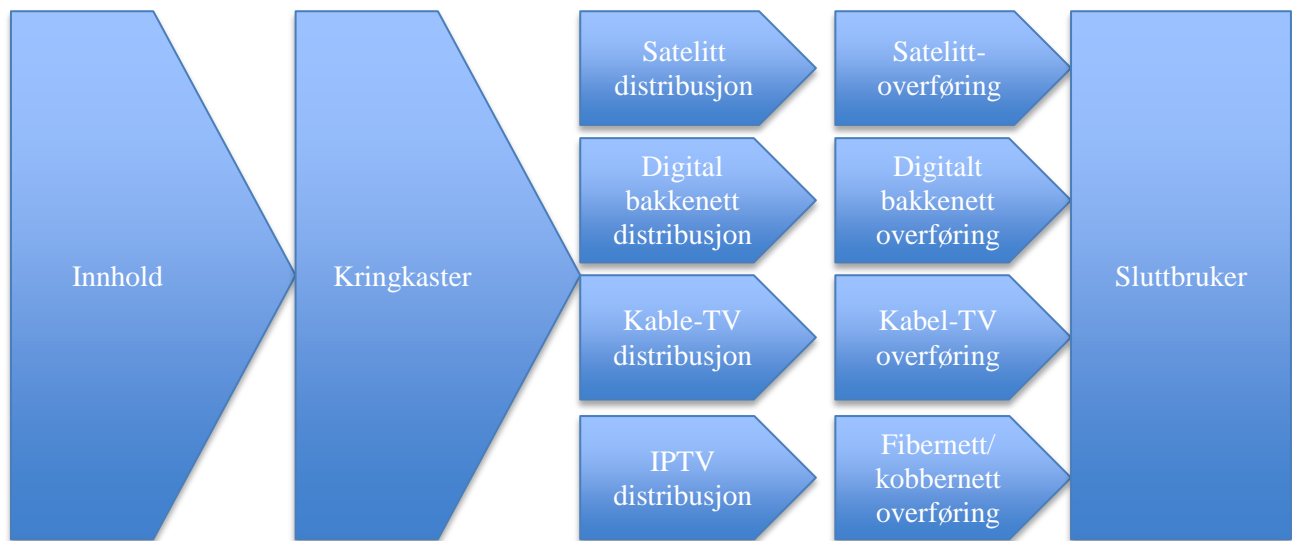 Innhold
Kringkaster
Satelitt
distribusjon
Digital
bakkenett
distribusjon
Kable-TV
distribusjon
IPTV
distribusjon
Satelitt-
overføring
Digitalt
bakkenett
overføring
Kabel-TV
overføring
Fibernett/
kobbernett
overføring
Sluttbruker